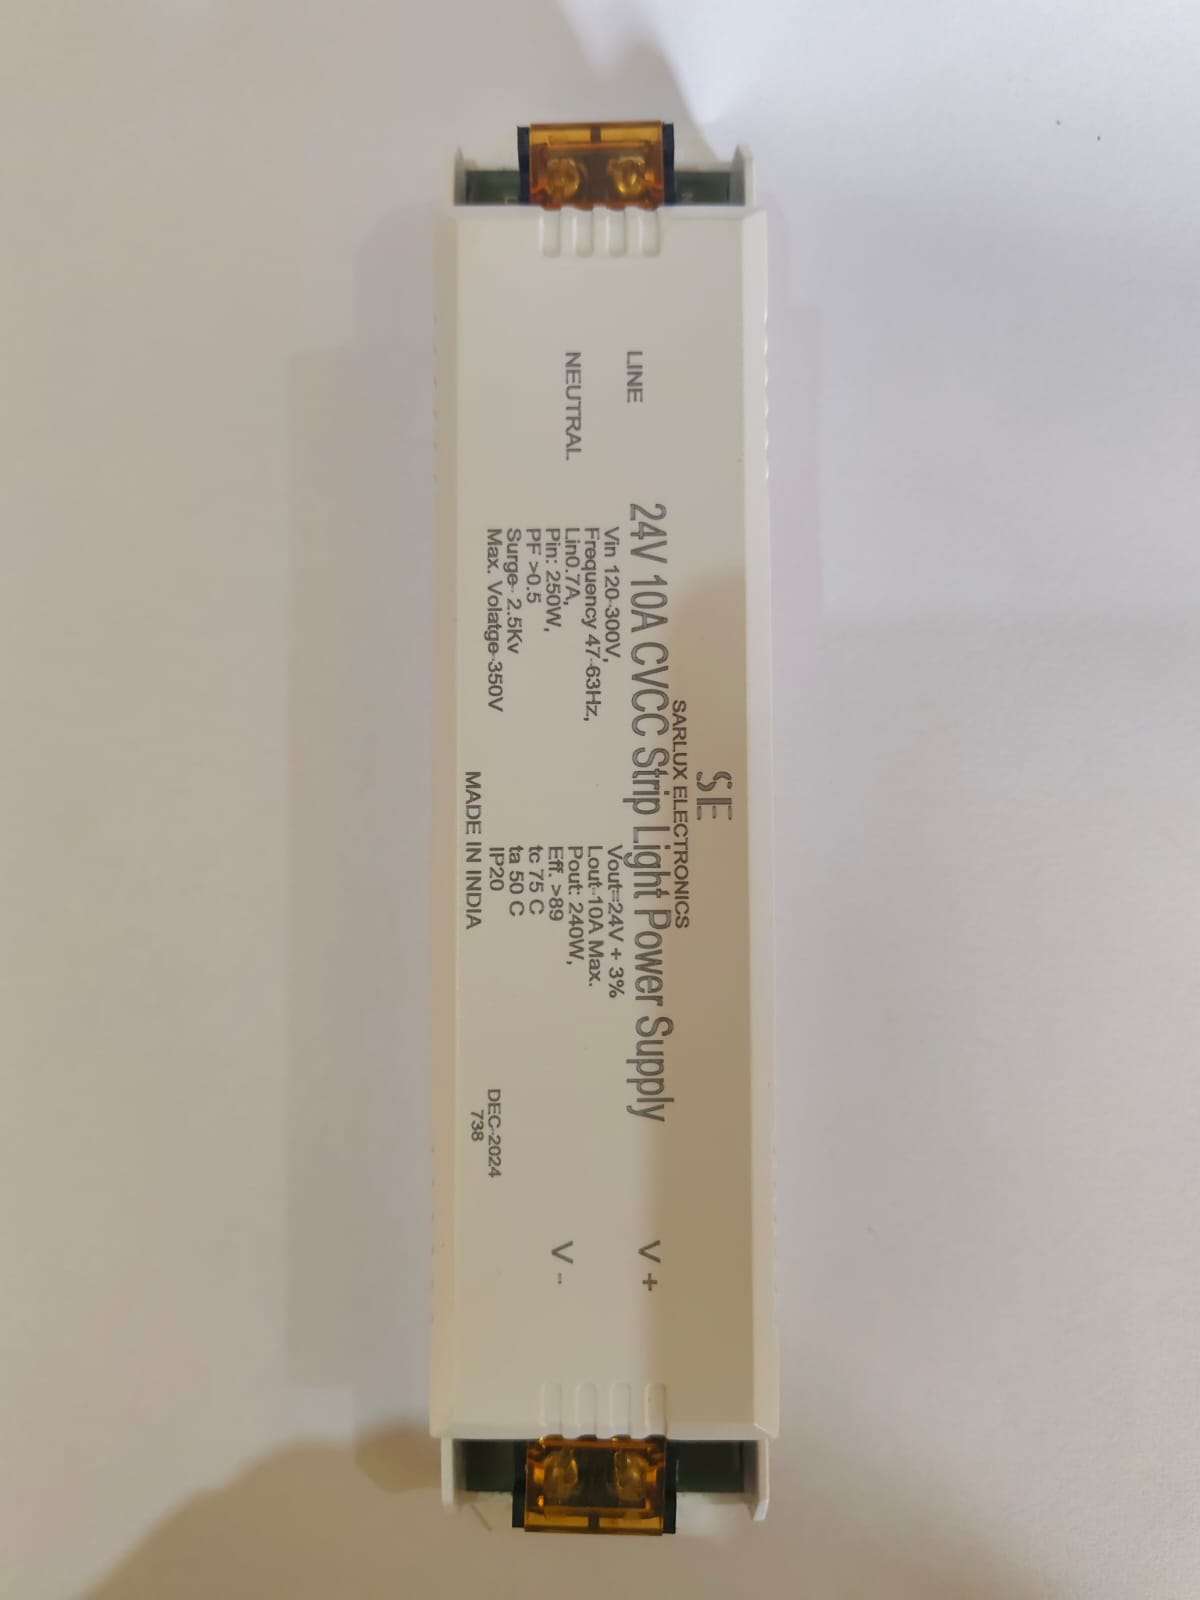 SE
SARLUX ELECTRONICS
24V 10A CVCC Strip Light Power Supply
LINE
NEUTRAL
Vin 120-300V,
Frequency 47-63Hz,
Lin0.7A,
Pin: 250W,
PF >0.5
Surge- 2.5Kv
Max. Volatge-350V
Vout=24V + 3%
Lout-10A Max.
Pout: 240W,
Eff. >89
tc 75 C
ta 50 C
IP20
MADE IN INDIA
V +
V -
DEC-2024
738